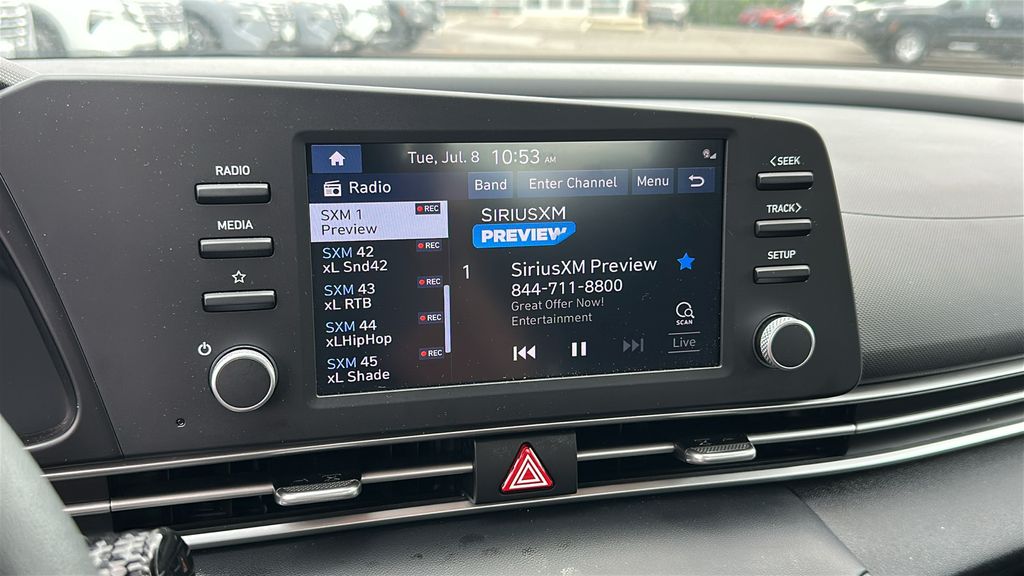 RADIO
MEDIA
Tue, Jul. 8 10:53 AM
Radio
Band Enter Channel Menu
SXM 1 REC
Preview
SXM 42 REC
xL Snd42
SXM 43 REC
xL RTB
SXM 44 REC
xLHipHop
SXM 45 REC
xL Shade
SIRIUSXM
PREVIEW
1 SiriusXM Preview
844-711-8800
Great Offer Now!
Entertainment
SCAN
Live
<SEEK
TRACK>
SETUP